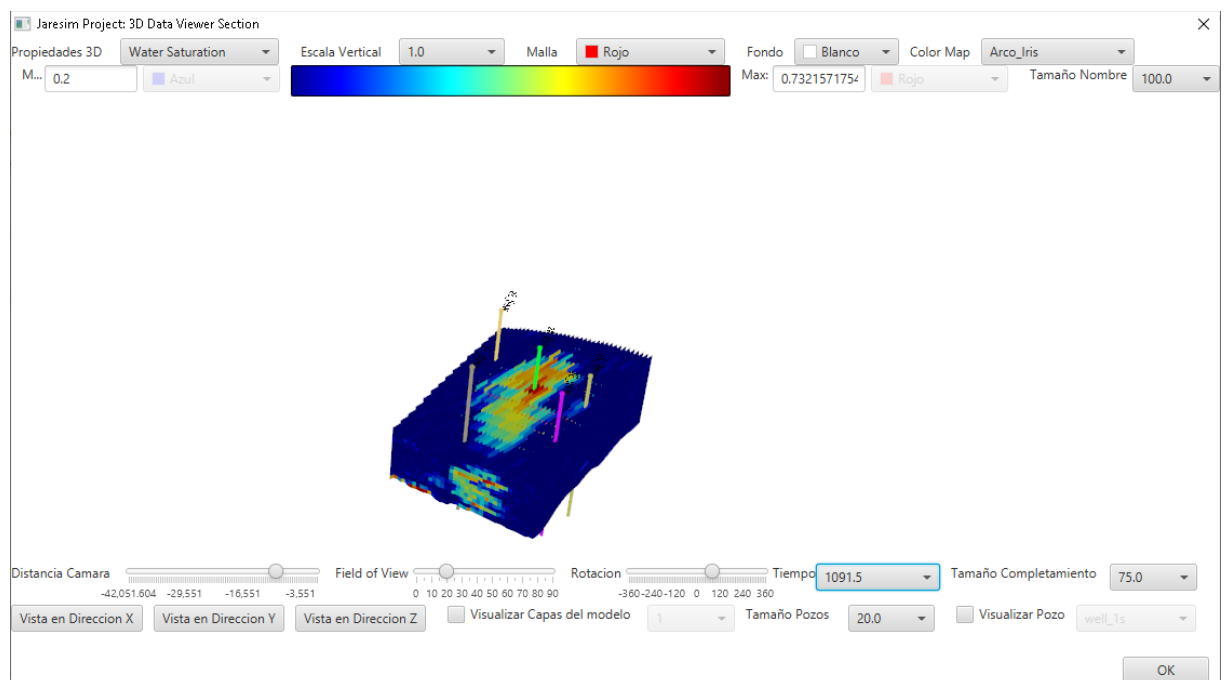 Jaresim Project: 3D Data Viewer Section
Propiedades 3D Water Saturation Escala Vertical 1.0 Malla Rojo Fondo Blanco Color Map Arco_Iris
M... 0.2 Azul Max: 0.7321571754 Rojo Tamaño Nombre 100.0
Distancia Camara Field of View Rotacion Tiempo 1091.5 Tamaño Completamiento 75.0
-42,051.604 -29,551 -16,551 -3,551 0 10 20 30 40 50 60 70 80 90 -360-240-120 0 120 240 360
Vista en Direccion X Vista en Direccion Y Vista en Direccion Z Visualizar Capas del modelo 1 Tamaño Pozos 20.0 Visualizar Pozo well_1s
OK